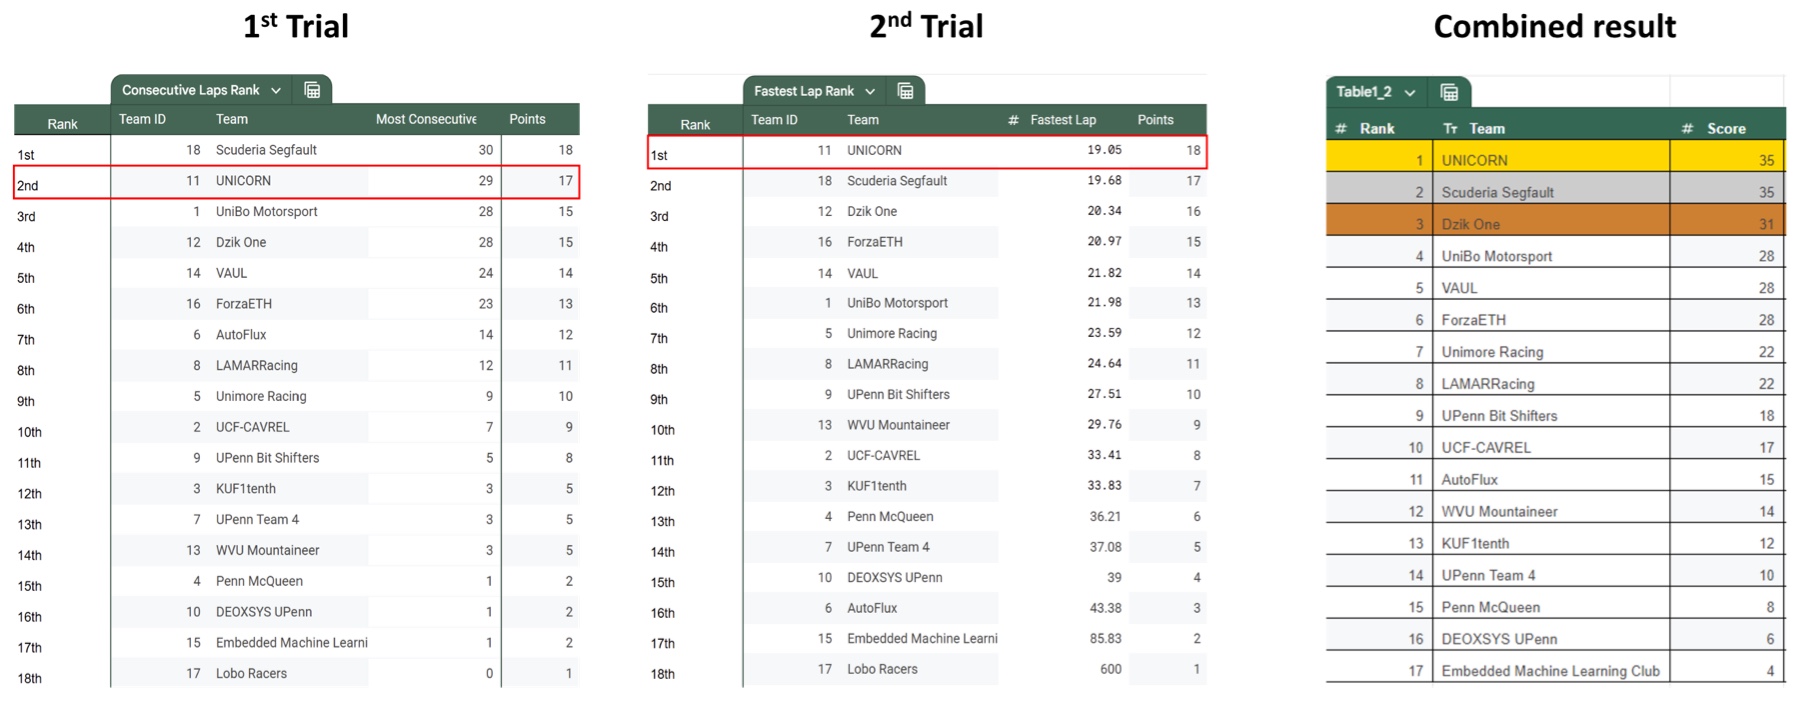 1st Trial
Consecutive Laps Rank
Rank Team ID Team Most Consecutive Points
1st 18 Scuderia Segfault 30 18
2nd 11 UNICORN 29 17
3rd 1 UniBo Motorsport 28 15
4th 12 Dzik One 28 15
5th 14 VAUL 24 14
6th 16 ForzaETH 23 13
7th 6 AutoFlux 14 12
8th 8 LAMARRacing 12 11
9th 5 Unimore Racing 9 10
10th 2 UCF-CAVREL 7 9
11th 9 UPenn Bit Shifters 5 8
12th 3 KUF1tenth 3 5
13th 7 UPenn Team 4 3 5
14th 13 WVU Mountaineer 3 5
15th 4 Penn McQueen 1 2
16th 10 DEOXSYS UPenn 1 2
17th 15 Embedded Machine Learni 1 2
18th 17 Lobo Racers 0 1
2nd Trial
Fastest Lap Rank
Rank Team ID Team # Fastest Lap Points
1st 11 UNICORN 19.05 18
2nd 18 Scuderia Segfault 19.68 17
3rd 12 Dzik One 20.34 16
4th 16 ForzaETH 20.97 15
5th 14 VAUL 21.82 14
6th 1 UniBo Motorsport 21.98 13
7th 5 Unimore Racing 23.59 12
8th 8 LAMARRacing 24.64 11
9th 9 UPenn Bit Shifters 27.51 10
10th 13 WVU Mountaineer 29.76 9
11th 2 UCF-CAVREL 33.41 8
12th 3 KUF1tenth 33.83 7
13th 4 Penn McQueen 36.21 6
14th 7 UPenn Team 4 37.08 5
15th 10 DEOXSYS UPenn 39 4
16th 6 AutoFlux 43.38 3
17th 15 Embedded Machine Learni 85.83 2
18th 17 Lobo Racers 600 1
Combined result
Table1_2
# Rank Tт Team # Score
1 UNICORN 35
2 Scuderia Segfault 35
3 Dzik One 31
4 UniBo Motorsport 28
5 VAUL 28
6 ForzaETH 28
7 Unimore Racing 22
8 LAMARRacing 22
9 UPenn Bit Shifters 18
10 UCF-CAVREL 17
11 AutoFlux 15
12 WVU Mountaineer 14
13 KUF1tenth 12
14 UPenn Team 4 10
15 Penn McQueen 8
16 DEOXSYS UPenn 6
17 Embedded Machine Learning Club 4